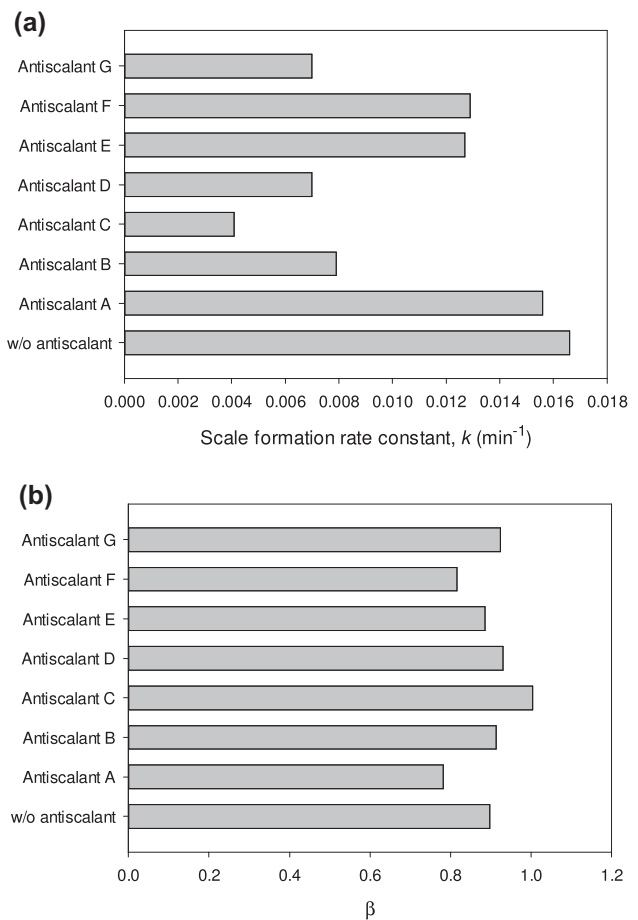 (a)
Antiscalant G
Antiscalant F
Antiscalant E
Antiscalant D
Antiscalant C
Antiscalant B
Antiscalant A
w/o antiscalant
0.000 0.002 0.004 0.006 0.008 0.010 0.012 0.014 0.016 0.018
Scale formation rate constant, k (min⁻¹)
(b)
Antiscalant G
Antiscalant F
Antiscalant E
Antiscalant D
Antiscalant C
Antiscalant B
Antiscalant A
w/o antiscalant
0.0 0.2 0.4 0.6 0.8 1.0 1.2
β